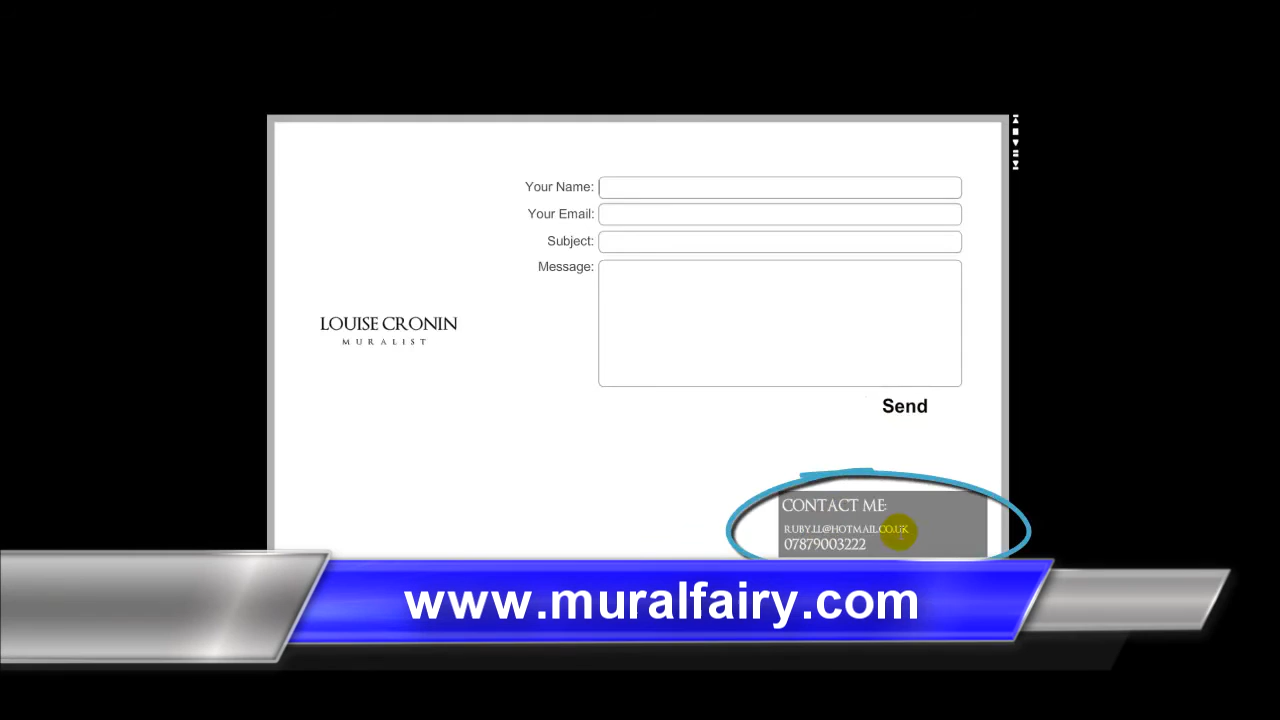 Your Name:
Your Email:
Subject:
Message:
LOUISE CRONIN
MURALIST
Send
CONTACT ME:
RUBY.LL@HOTMAIL.CO.UK
07879003222
www.muralfairy.com